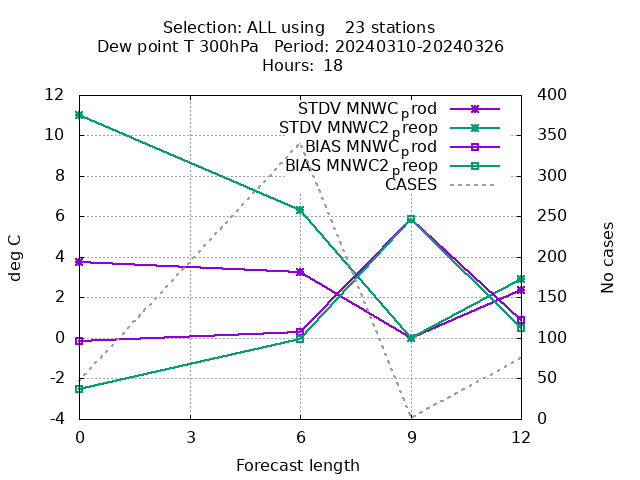 Selection: ALL using    23 stations
Dew point T 300hPa   Period: 20240310-20240326
Hours: 18
STDV MNWC_prod
STDV MNWC2_preop
BIAS MNWC_prod
BIAS MNWC2_preop
CASES
deg C
12
10
8
6
4
2
0
-2
-4
400
350
300
250
200
150
100
50
0
No cases
0 3 6 9 12
Forecast length